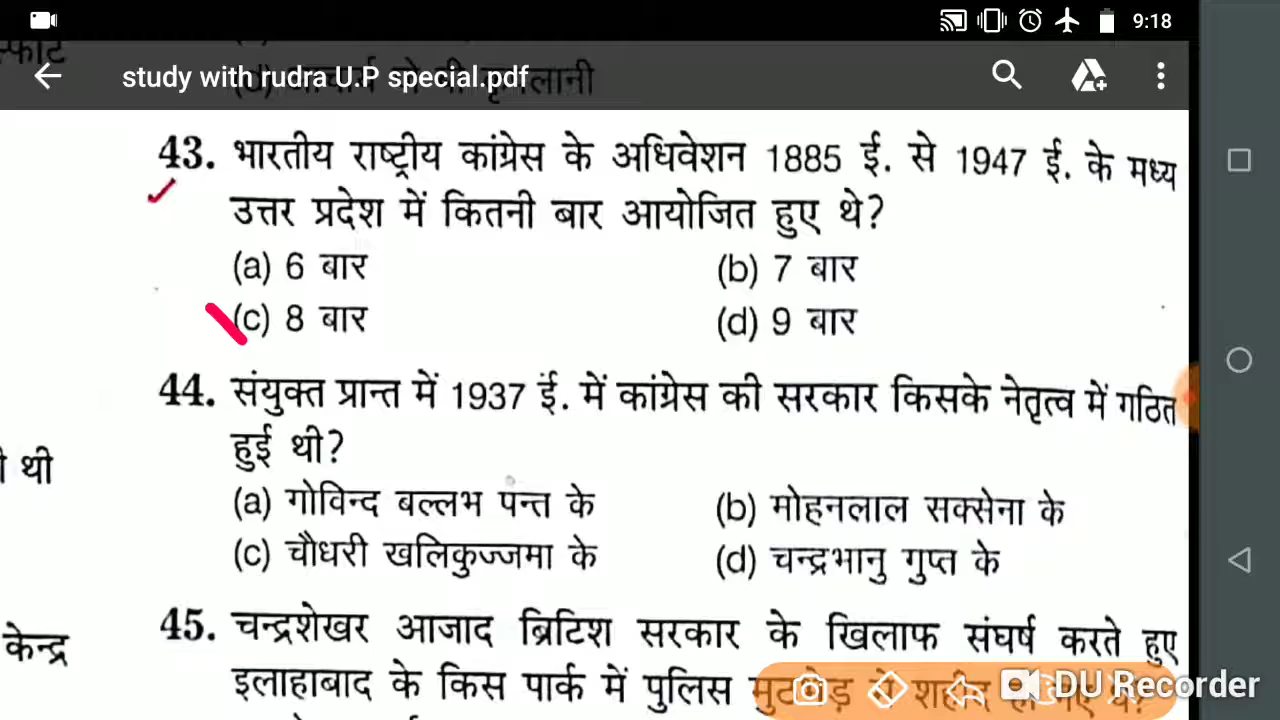 9:18
study with rudra U.P special.pdf
43. भारतीय राष्ट्रीय कांग्रेस के अधिवेशन 1885 ई. से 1947 ई. के मध्य
उत्तर प्रदेश में कितनी बार आयोजित हुए थे?
(a) 6 बार (b) 7 बार
(c) 8 बार (d) 9 बार
44. संयुक्त प्रान्त में 1937 ई. में कांग्रेस की सरकार किसके नेतृत्व में गठित
हुई थी?
थी
(a) गोविन्द बल्लभ पन्त के (b) मोहनलाल सक्सेना के
(c) चौधरी खलिकुज्जमा के (d) चन्द्रभानु गुप्त के
45. चन्द्रशेखर आजाद ब्रिटिश सरकार के खिलाफ संघर्ष करते हुए
केन्द्र
इलाहाबाद के किस पार्क में पुलिस मुटभेड़ में शहीद
DU Recorder